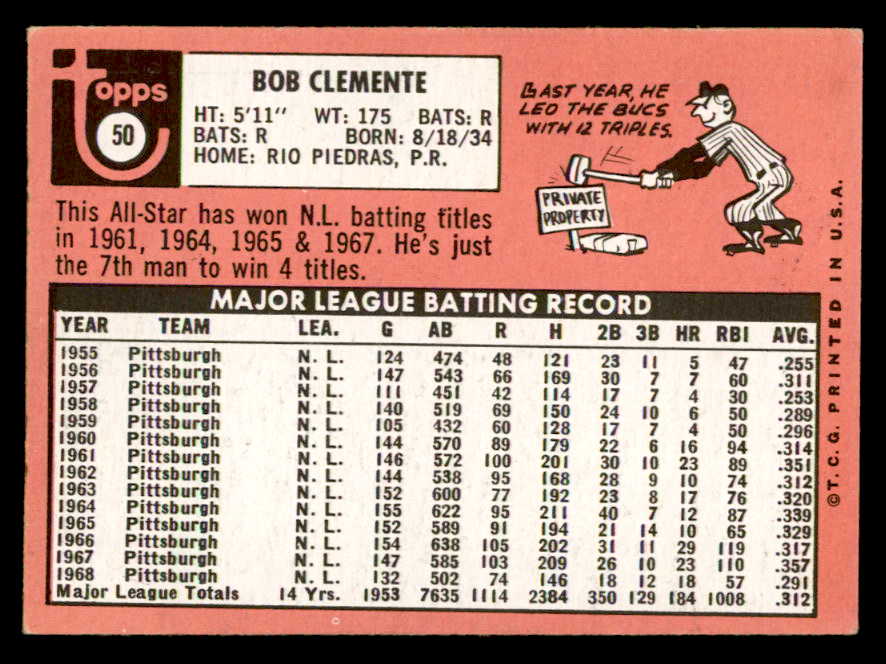 topps
50
BOB CLEMENTE
HT: 5'11" WT: 175 BATS: R
BATS: R BORN: 8/18/34
HOME: RIO PIEDRAS, P.R.
LAST YEAR, HE
LED THE BUCS
WITH 12 TRIPLES.
PRIVATE
PROPERTY
This All-Star has won N.L. batting titles
in 1961, 1964, 1965 & 1967. He's just
the 7th man to win 4 titles.
MAJOR LEAGUE BATTING RECORD
YEAR TEAM LEA. G AB R H 2B 3B HR RBI AVG.
1955 Pittsburgh N. L. 124 474 48 121 23 11 5 47 .255
1956 Pittsburgh N. L. 147 543 66 169 30 7 7 60 .311
1957 Pittsburgh N. L. 111 451 42 114 17 7 4 30 .253
1958 Pittsburgh N. L. 140 519 69 150 24 10 6 50 .289
1959 Pittsburgh N. L. 105 432 60 128 17 7 4 50 .296
1960 Pittsburgh N. L. 144 570 89 179 22 6 16 94 .314
1961 Pittsburgh N. L. 146 572 100 201 30 10 23 89 .351
1962 Pittsburgh N. L. 144 538 95 168 28 9 10 74 .312
1963 Pittsburgh N. L. 152 600 77 192 23 8 17 76 .320
1964 Pittsburgh N. L. 155 622 95 211 40 7 12 87 .339
1965 Pittsburgh N. L. 152 589 91 194 21 14 10 65 .329
1966 Pittsburgh N. L. 154 638 105 202 31 11 29 119 .317
1967 Pittsburgh N. L. 147 585 103 209 26 10 23 110 .357
1968 Pittsburgh N. L. 132 502 74 146 18 12 18 57 .291
Major League Totals 14 Yrs. 1953 7635 1114 2384 350 129 184 1008 .312
©T.C.G. PRINTED IN U.S.A.